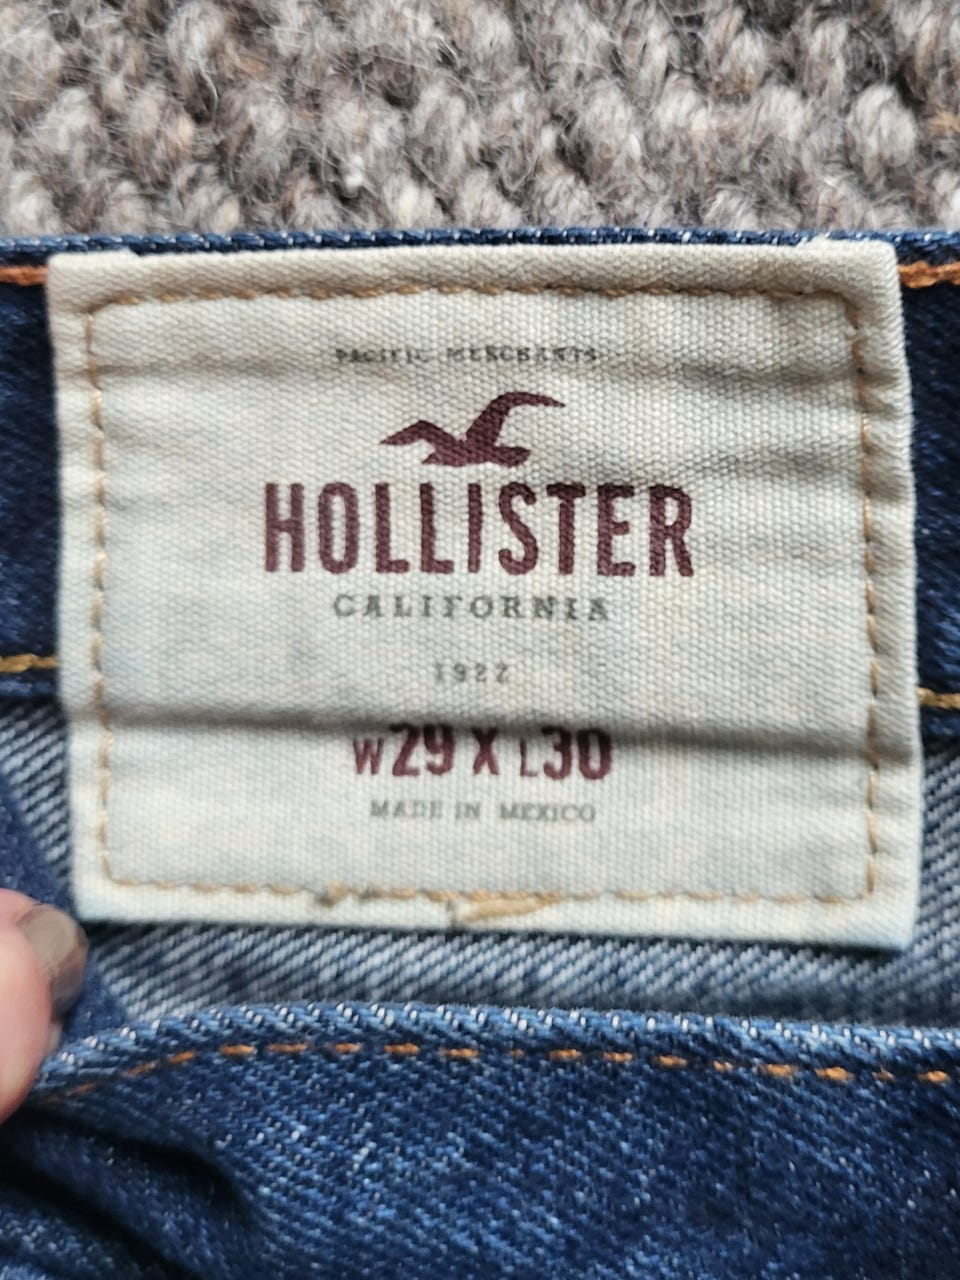 PACIFIC MERCHANTS
HOLLISTER
CALIFORNIA
1922
W29 X L30
MADE IN MEXICO